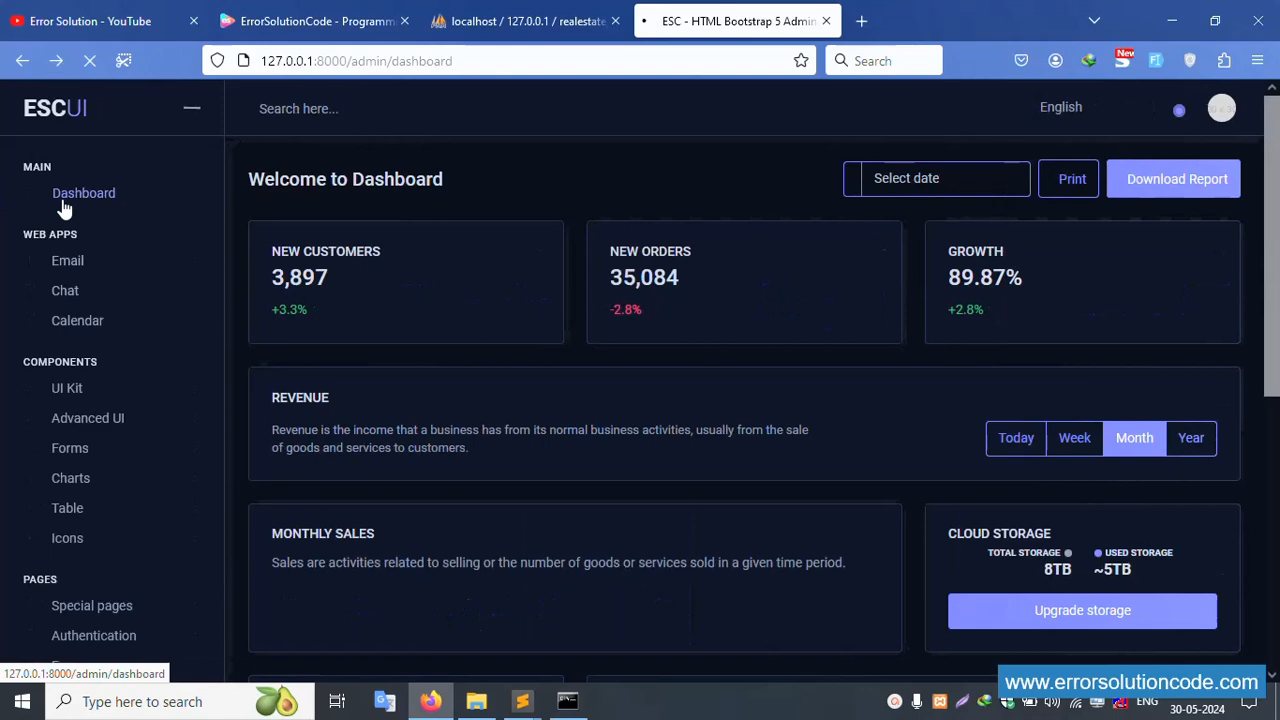 Error Solution - YouTube
ErrorSolutionCode - Programm
localhost / 127.0.0.1 / realestate
ESC - HTML Bootstrap 5 Admin
127.0.0.1:8000/admin/dashboard
Search
New
ESCUI
Search here...
English
MAIN
Dashboard
WEB APPS
Email
Chat
Calendar
COMPONENTS
UI Kit
Advanced UI
Forms
Charts
Table
Icons
PAGES
Special pages
Authentication
Welcome to Dashboard
Select date
Print
Download Report
NEW CUSTOMERS
3,897
+3.3%
NEW ORDERS
35,084
-2.8%
GROWTH
89.87%
+2.8%
REVENUE
Revenue is the income that a business has from its normal business activities, usually from the sale
of goods and services to customers.
Today
Week
Month
Year
MONTHLY SALES
Sales are activities related to selling or the number of goods or services sold in a given time period.
CLOUD STORAGE
TOTAL STORAGE
8TB
USED STORAGE
~5TB
Upgrade storage
127.0.0.1:8000/admin/dashboard
www.errorsolutioncode.com
Type here to search
ENG
30-05-2024